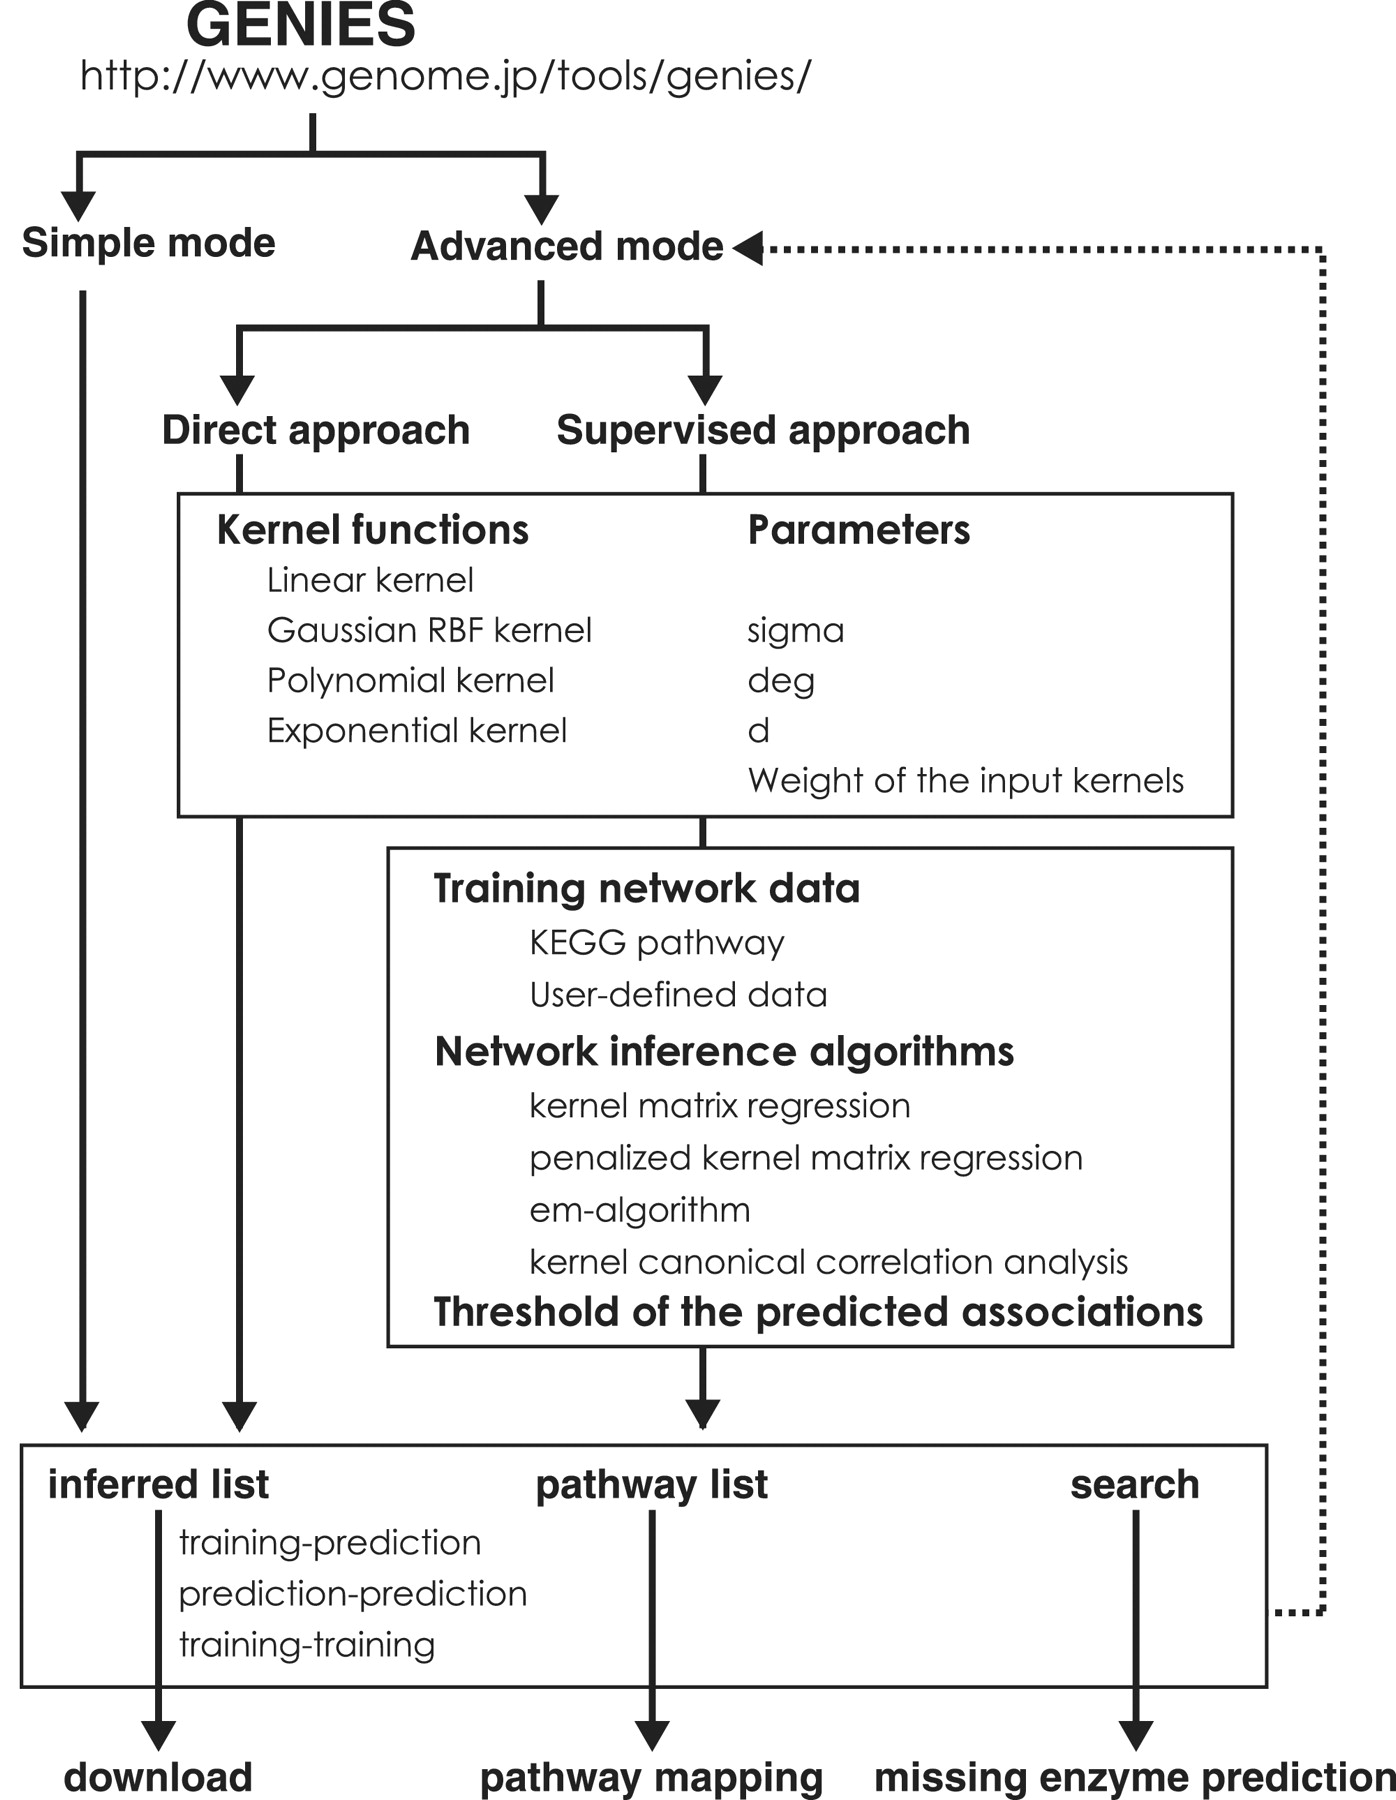 GENIES
http://www.genome.jp/tools/genies/
Simple mode
Advanced mode
Direct approach
Supervised approach
Kernel functions
Parameters
Linear kernel
Gaussian RBF kernel
sigma
Polynomial kernel
deg
Exponential kernel
d
Weight of the input kernels
Training network data
KEGG pathway
User-defined data
Network inference algorithms
kernel matrix regression
penalized kernel matrix regression
em-algorithm
kernel canonical correlation analysis
Threshold of the predicted associations
inferred list
pathway list
search
training-prediction
prediction-prediction
training-training
download
pathway mapping
missing enzyme prediction